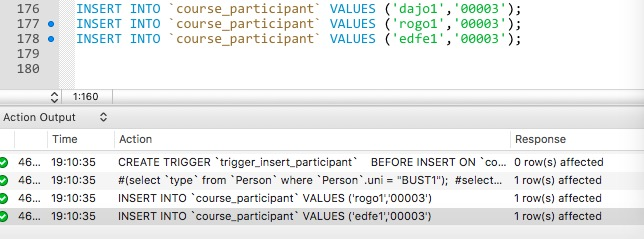 176 INSERT INTO `course_participant` VALUES ('dajo1','00003');
177 INSERT INTO `course_participant` VALUES ('rogo1','00003');
178 INSERT INTO `course_participant` VALUES ('edfe1','00003');
179
180
1:160
Action Output
Time Action Response
46... 19:10:35 CREATE TRIGGER `trigger_insert_participant` BEFORE INSERT ON `co... 0 row(s) affected
46... 19:10:35 #(select `type` from `Person` where `Person`.uni = "BUST1"); #select... 1 row(s) affected
46... 19:10:35 INSERT INTO `course_participant` VALUES ('rogo1','00003') 1 row(s) affected
46... 19:10:35 INSERT INTO `course_participant` VALUES ('edfe1','00003') 1 row(s) affected